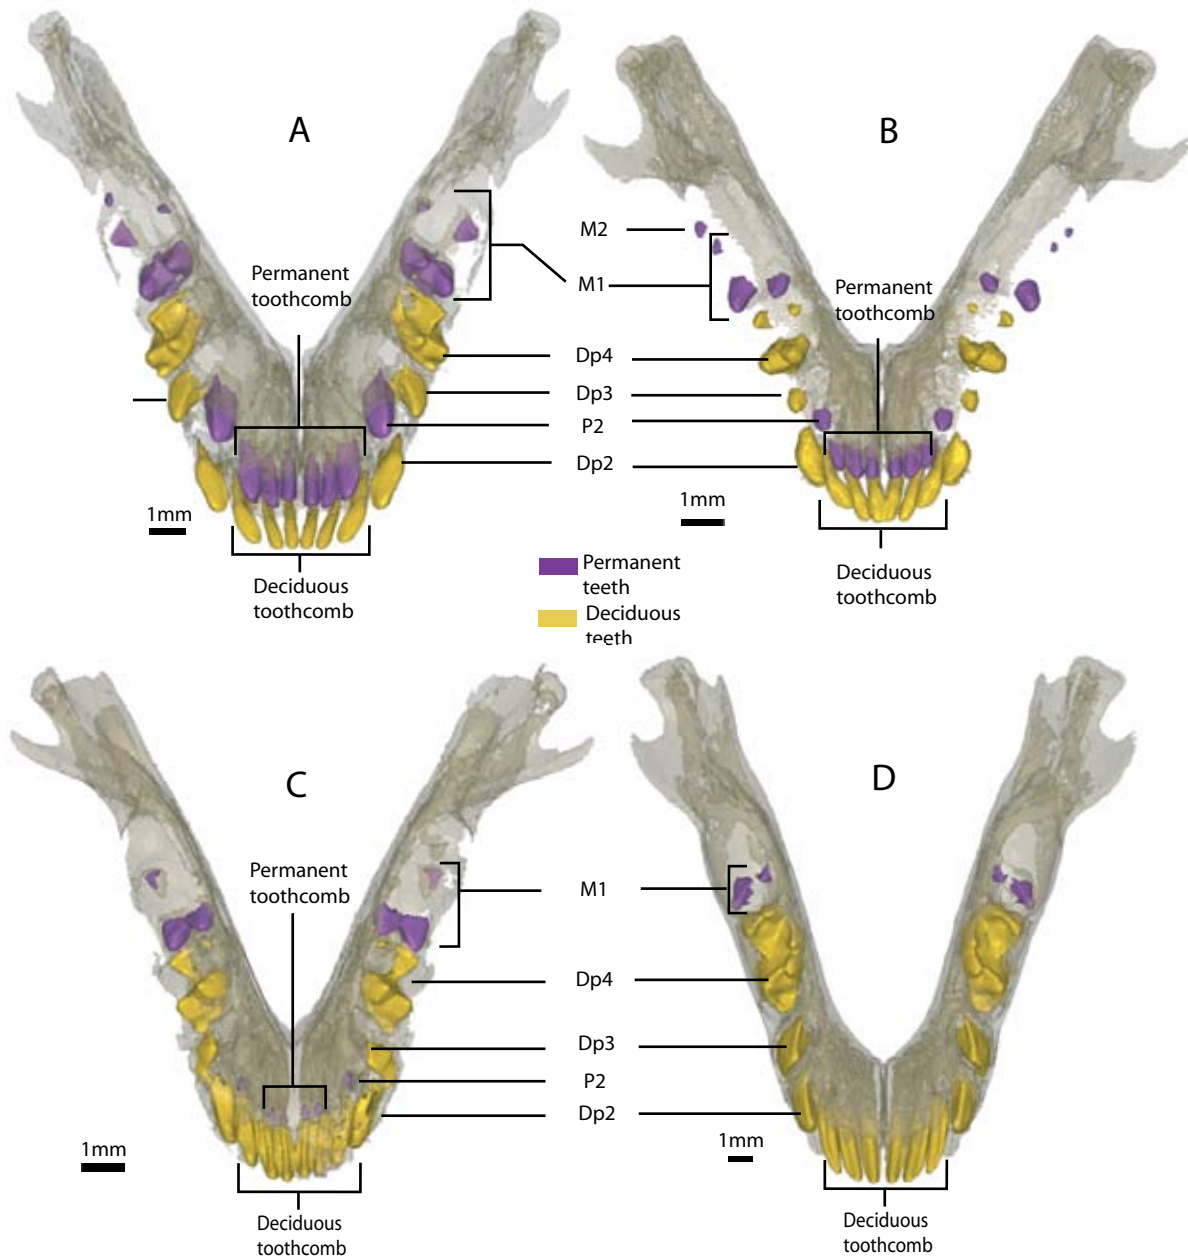 A
B
M2
Permanent
toothcomb
M1
Permanent
toothcomb
Dp4
Dp3
P2
Dp2
1mm
1mm
Deciduous
toothcomb
Deciduous
toothcomb
Permanent
teeth
Deciduous
teeth
C
D
Permanent
toothcomb
M1
Dp4
Dp3
P2
Dp2
1mm
1mm
Deciduous
toothcomb
Deciduous
toothcomb